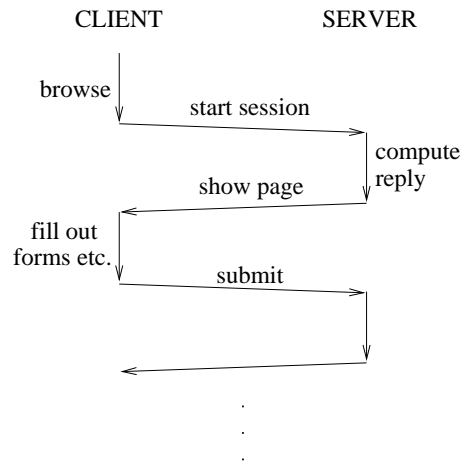 CLIENT
SERVER
browse
start session
compute
reply
show page
fill out
forms etc.
submit
.
.
.